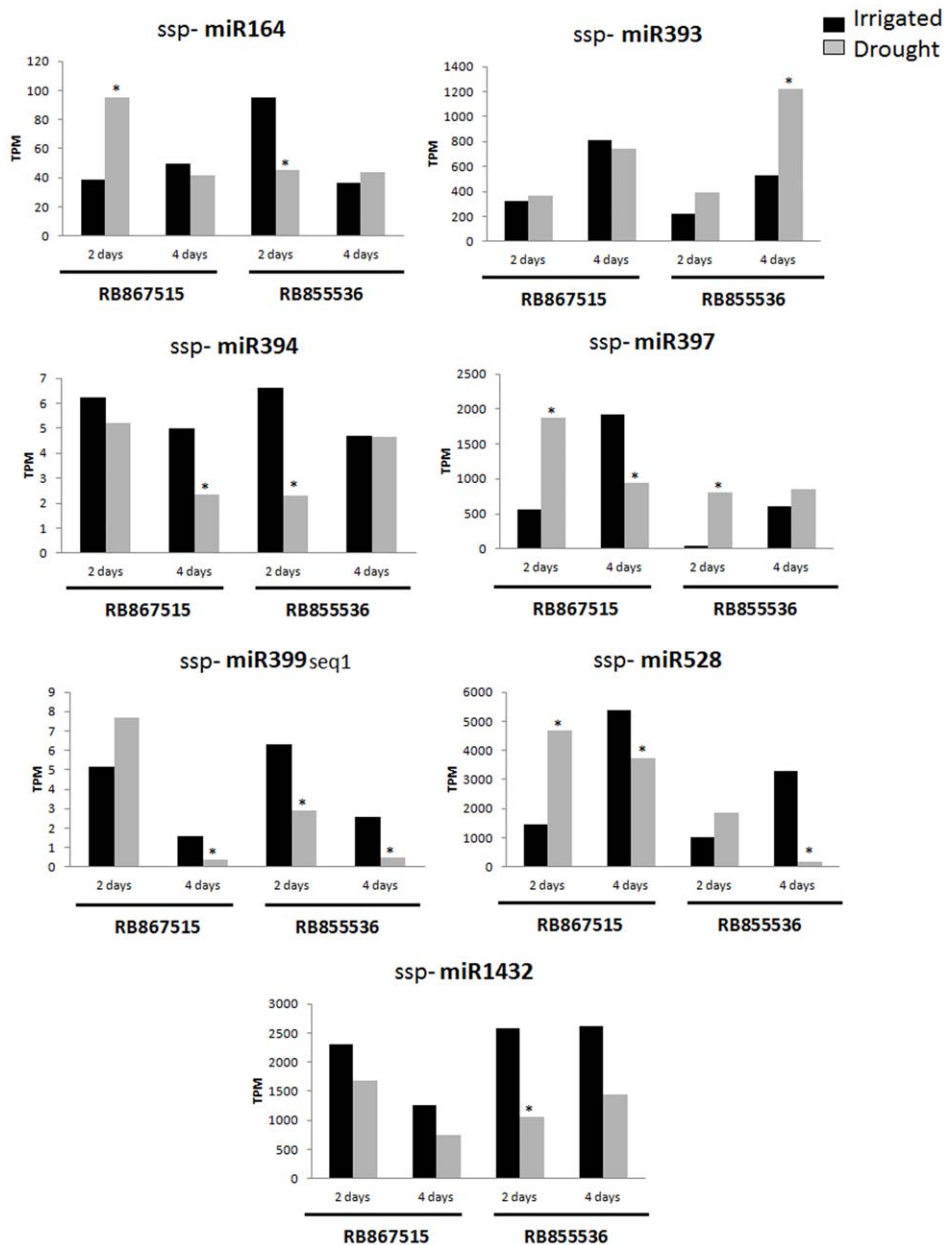 ssp- miR164
TPM
120
100
80
60
40
20
0
*
*
2 days 4 days 2 days 4 days
RB867515 RB855536
ssp- miR393
Irrigated
Drought
TPM
1400
1200
1000
800
600
400
200
0
*
2 days 4 days 2 days 4 days
RB867515 RB855536
ssp- miR394
TPM
7
6
5
4
3
2
1
0
*
*
2 days 4 days 2 days 4 days
RB867515 RB855536
ssp- miR397
TPM
2500
2000
1500
1000
500
0
*
*
*
2 days 4 days 2 days 4 days
RB867515 RB855536
ssp- miR399seq1
TPM
9
8
7
6
5
4
3
2
1
0
*
*
*
2 days 4 days 2 days 4 days
RB867515 RB855536
ssp- miR528
TPM
6000
5000
4000
3000
2000
1000
0
*
*
*
2 days 4 days 2 days 4 days
RB867515 RB855536
ssp- miR1432
TPM
3000
2500
2000
1500
1000
500
0
*
2 days 4 days 2 days 4 days
RB867515 RB855536